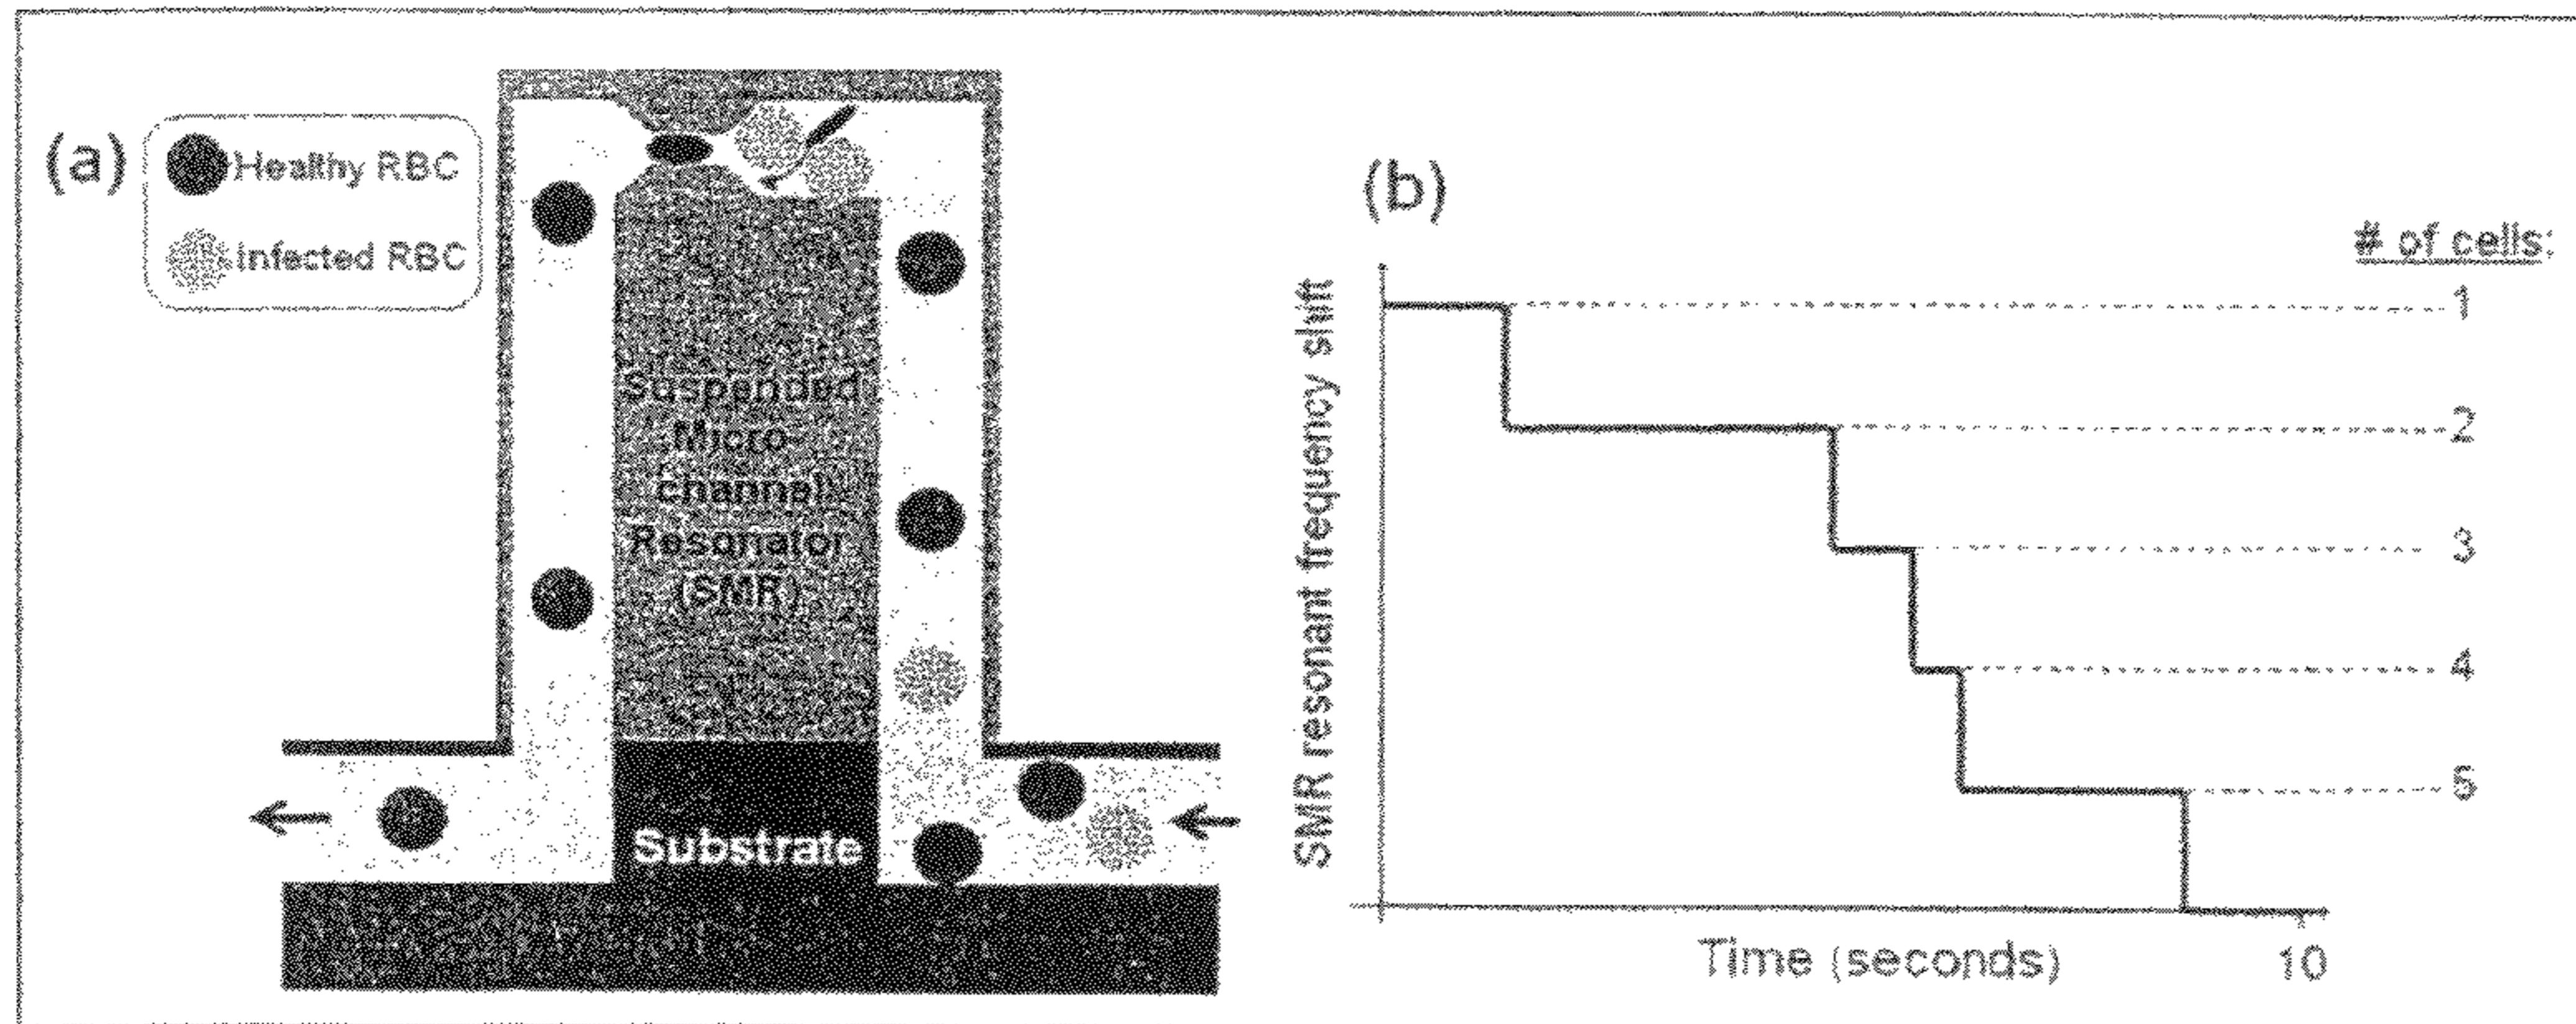 (a)
Healthy RBC
Infected RBC
Suspended
Micro-
channel
Resonator
(SMR)
Substrate
(b)
# of cells:
1
2
3
4
5
SMR resonant frequency shift
Time (seconds)
10